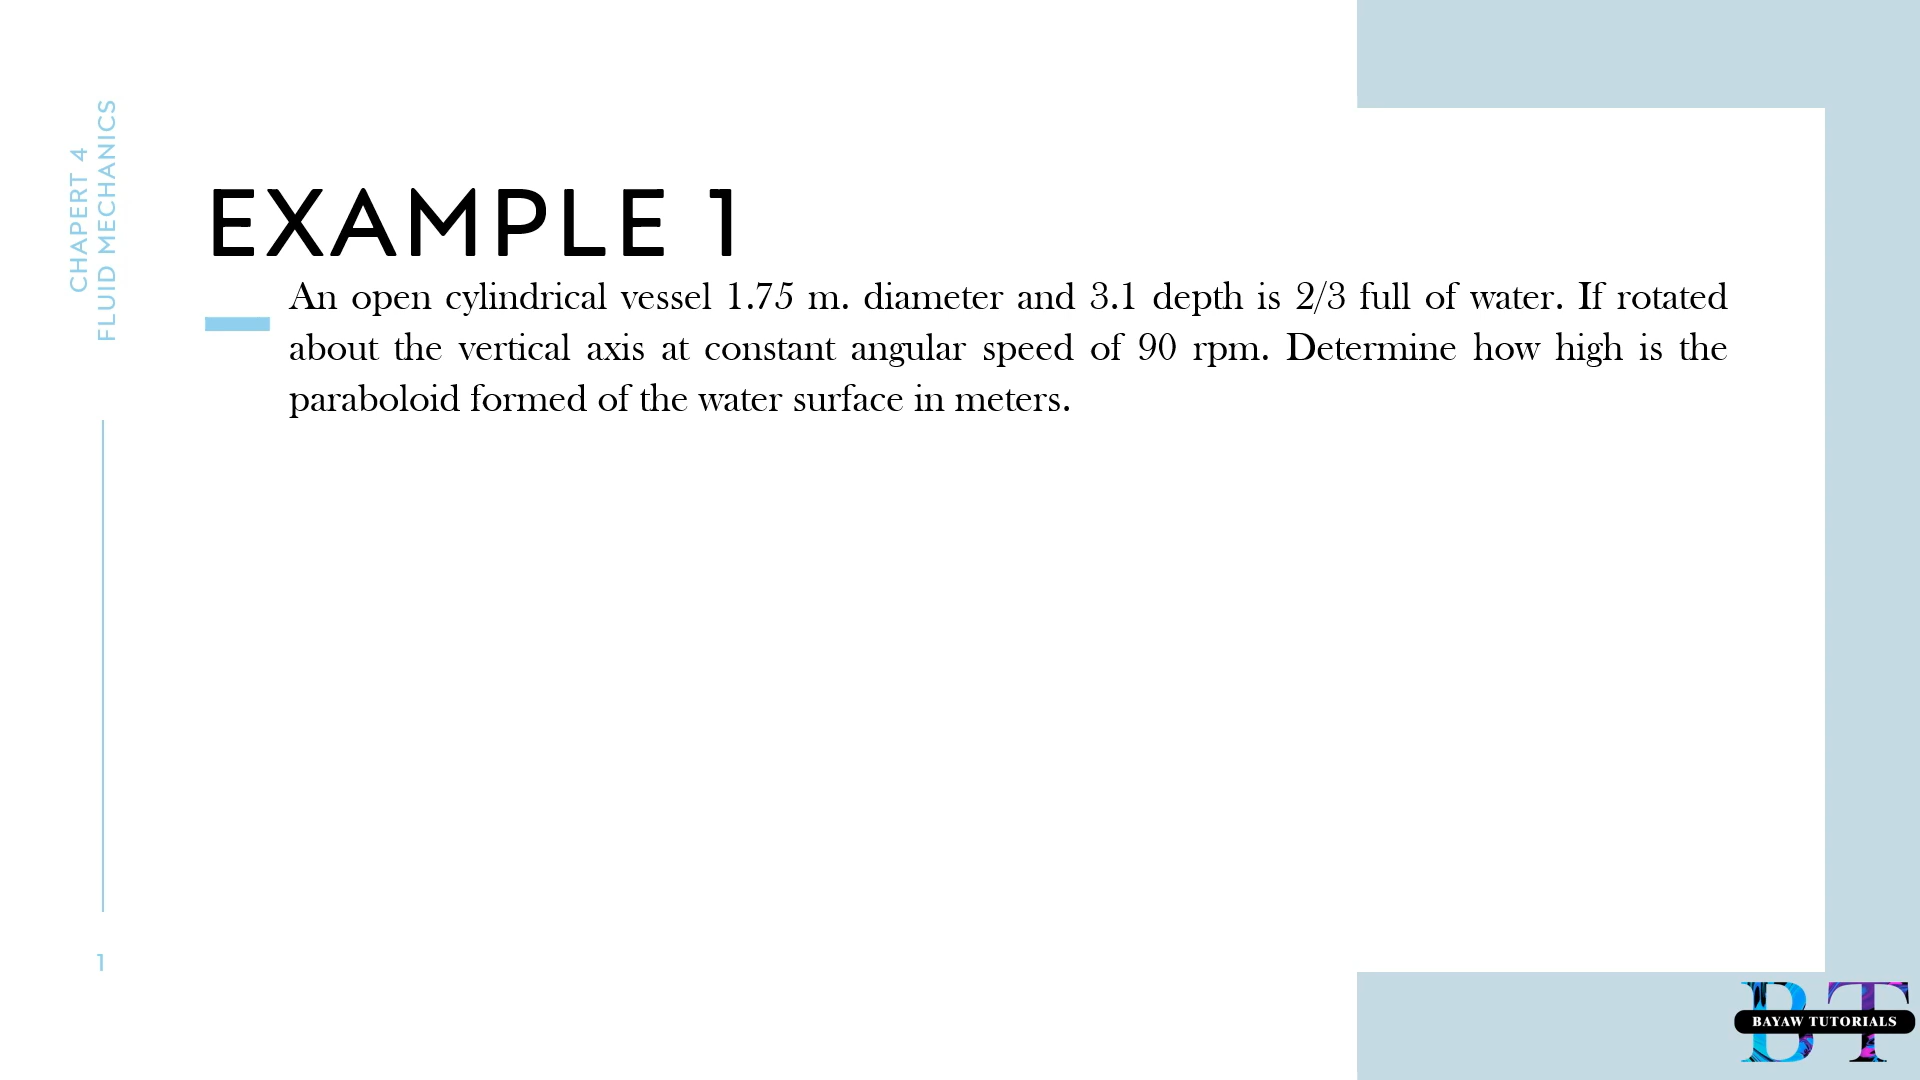 CHAPERT 4
FLUID MECHANICS
EXAMPLE 1
An open cylindrical vessel 1.75 m. diameter and 3.1 depth is 2/3 full of water. If rotated
about the vertical axis at constant angular speed of 90 rpm. Determine how high is the
paraboloid formed of the water surface in meters.
1
BT
BAYAW TUTORIALS